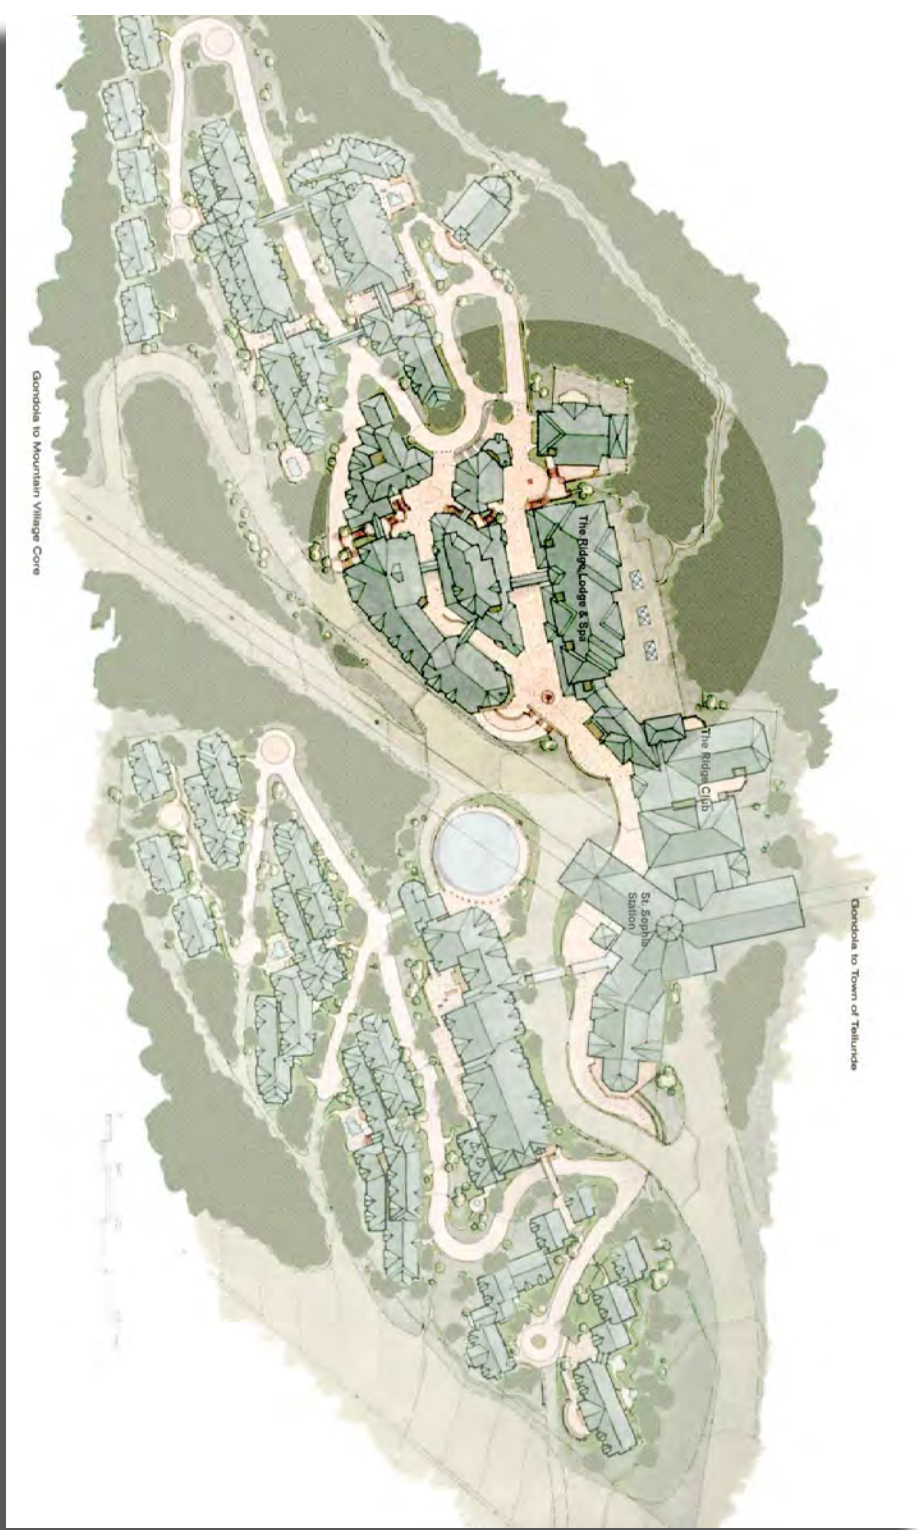 Gondola to Mountain Village Core
The Ridge Lodge & Spa
The Ridge Club
St. Sophia
Station
Gondola to Town of Telluride